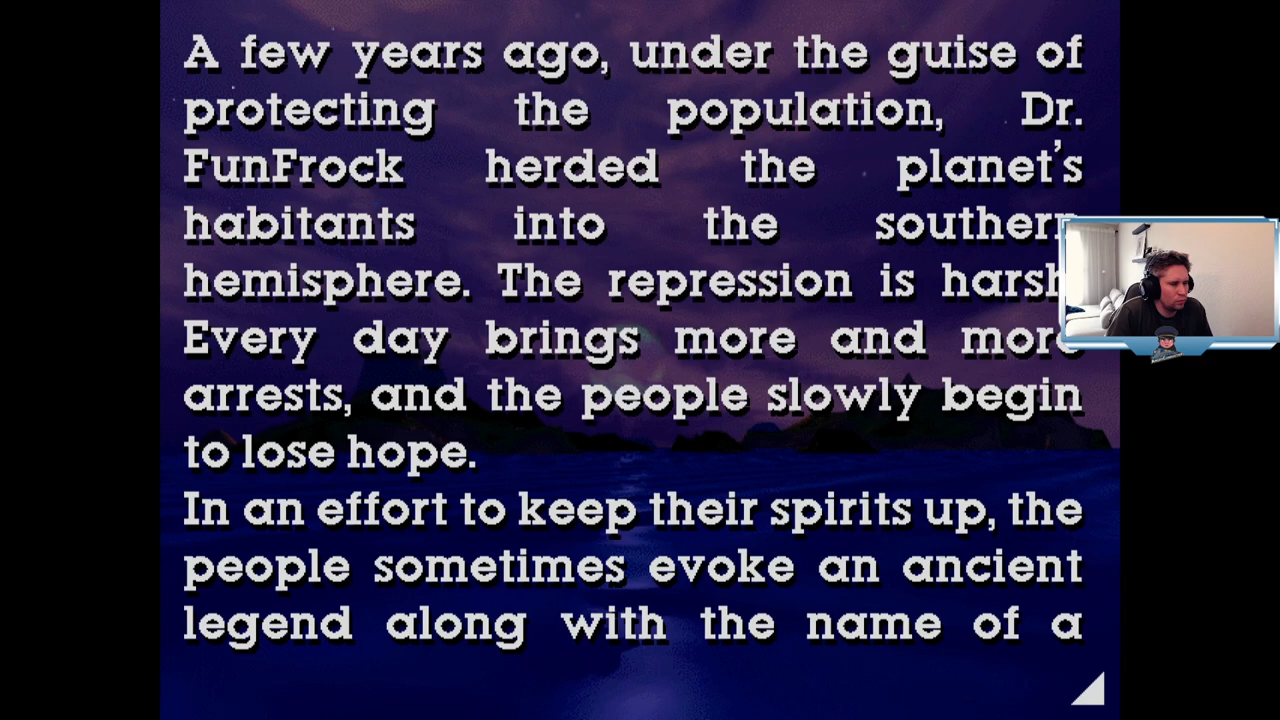 A few years ago, under the guise of
protecting the population, Dr.
FunFrock herded the planet's
habitants into the southern
hemisphere. The repression is harsh
Every day brings more and more
arrests, and the people slowly begin
to lose hope.
In an effort to keep their spirits up, the
people sometimes evoke an ancient
legend along with the name of a